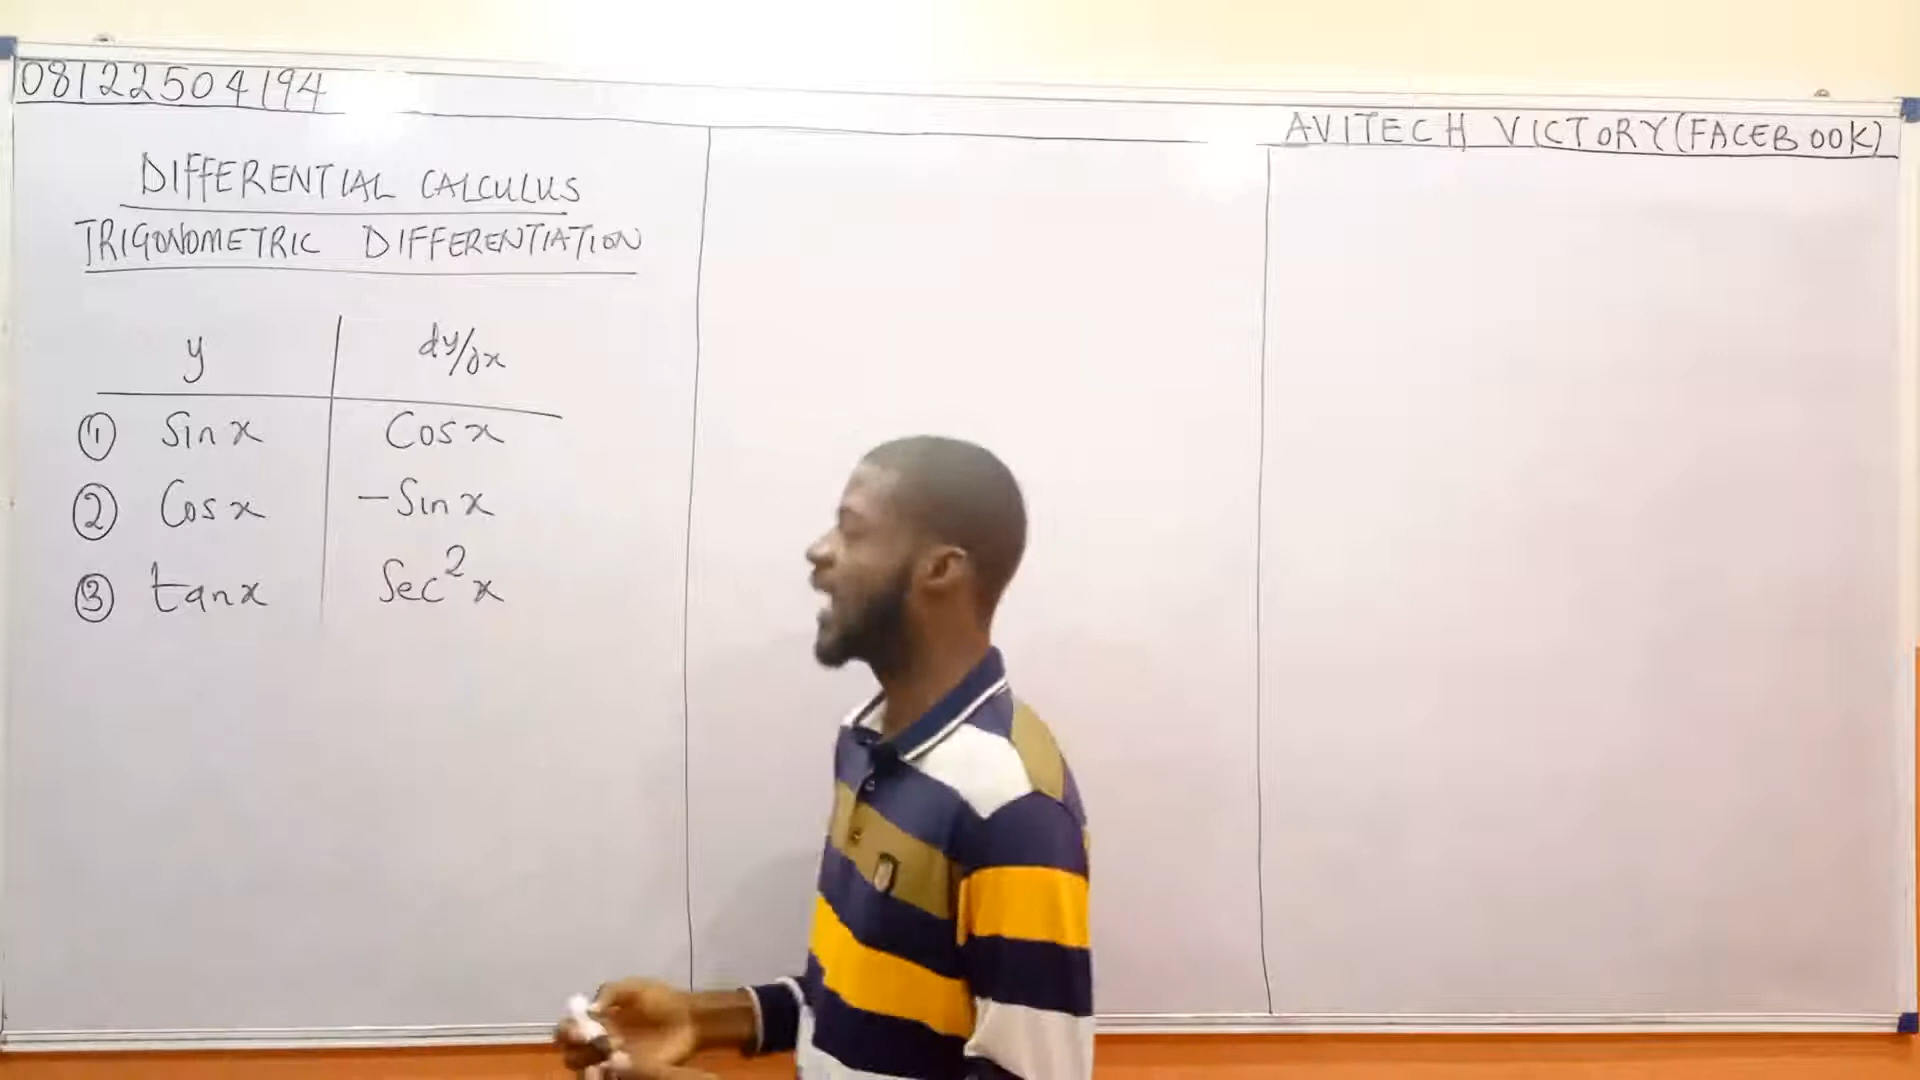 08122504194
AVITECH VICTORY(FACEBOOK)
DIFFERENTIAL CALCULUS
TRIGONOMETRIC DIFFERENTIATION
y dy/dx
① Sin x Cos x
② Cos x -Sin x
③ tan x Sec² x